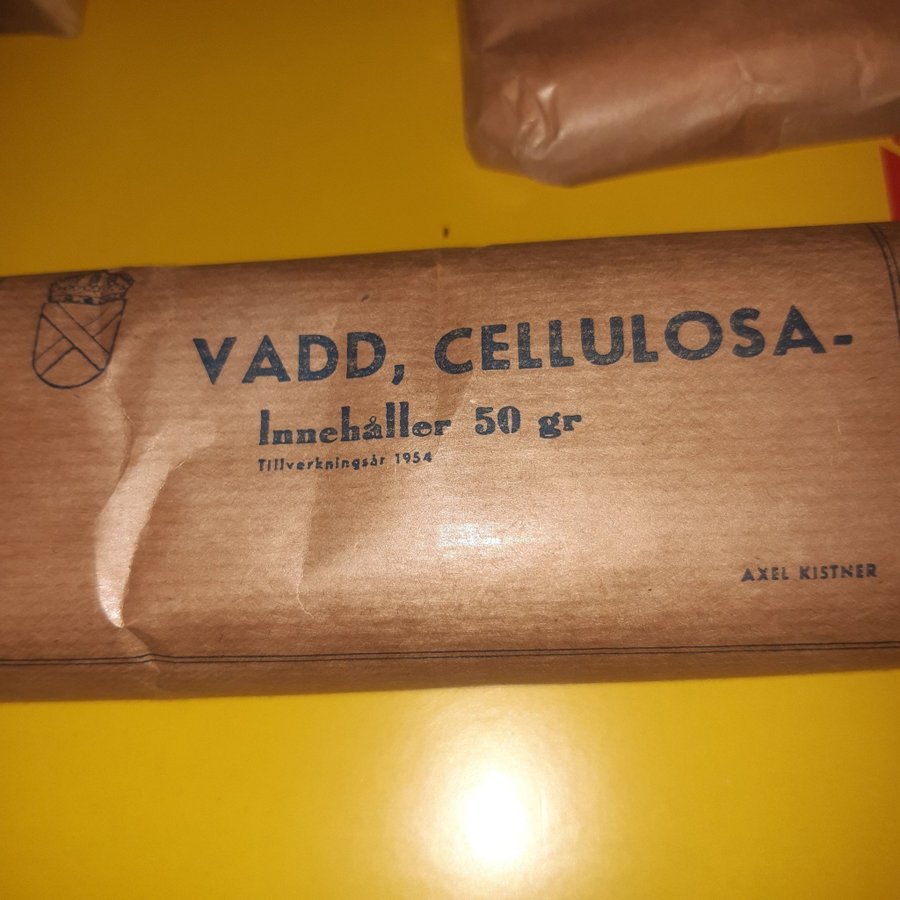 VADD, CELLULOSA-
Innehåller 50 gr
Tillverkningsår 1954
AXEL KISTNER